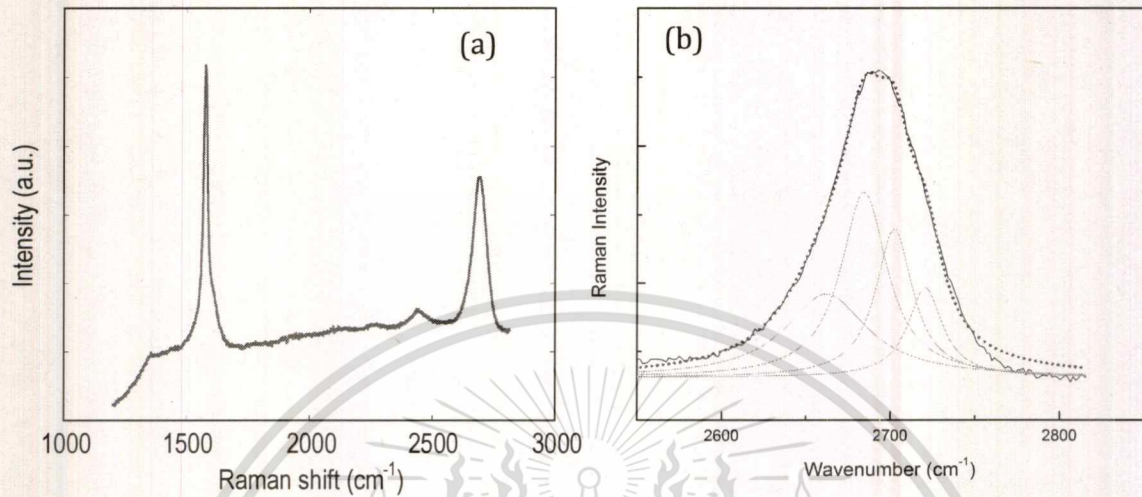 (a)
Intensity (a.u.)
1000 1500 2000 2500 3000
Raman shift (cm⁻¹)
(b)
Raman Intensity
2600 2700 2800
Wavenumber (cm⁻¹)